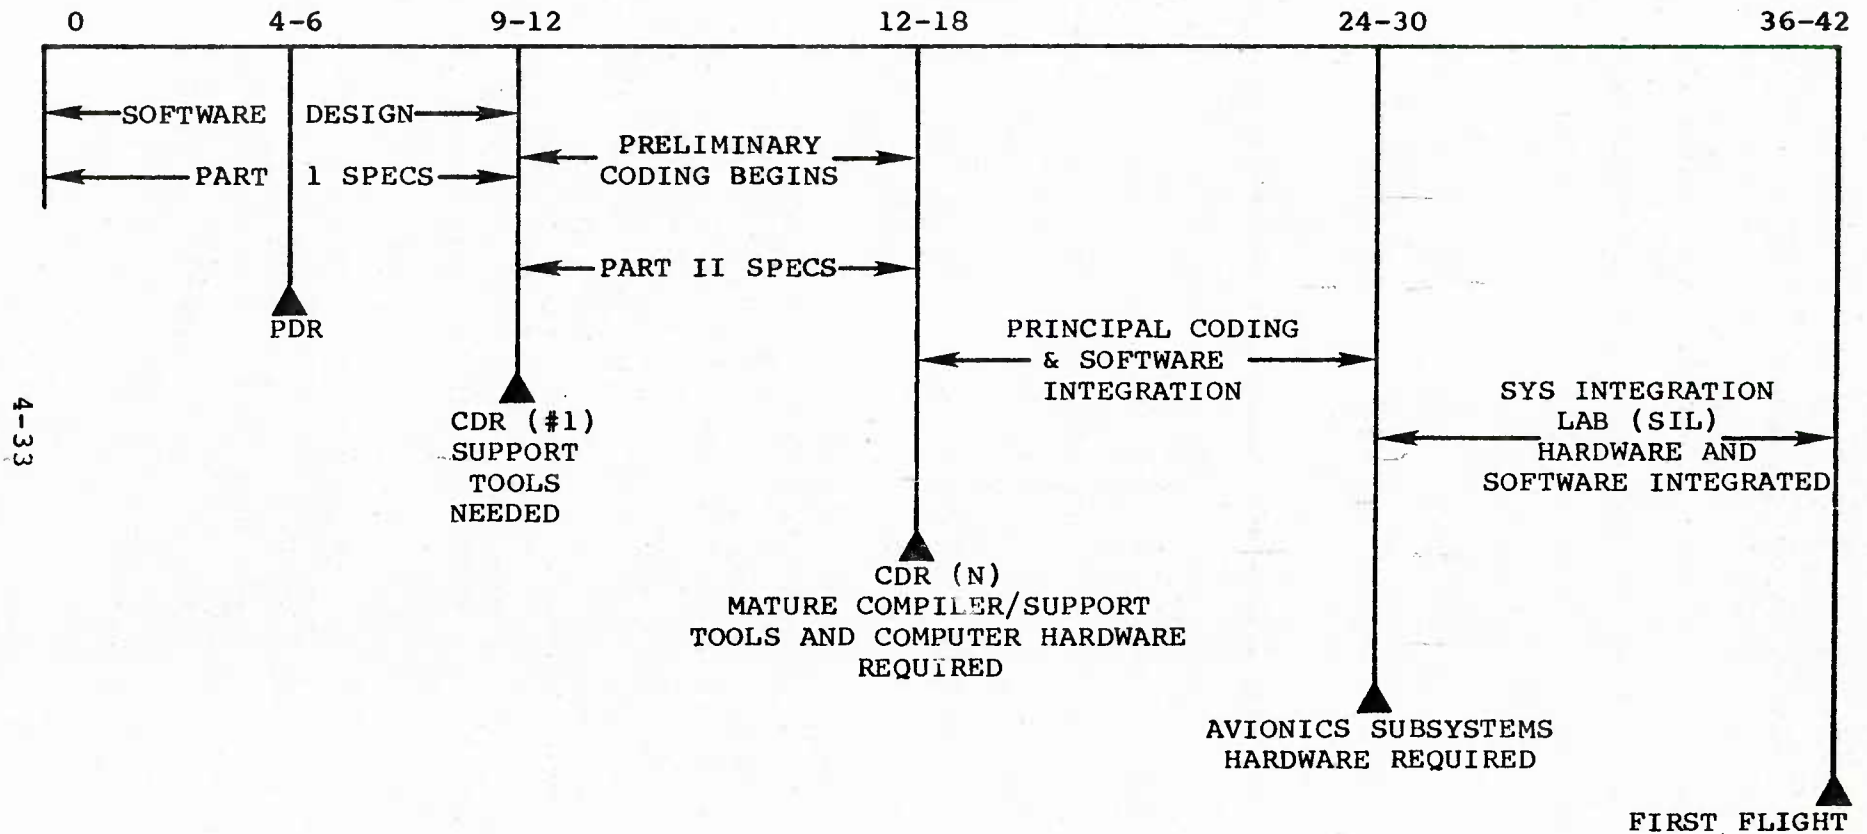 0 4-6 9-12 12-18 24-30 36-42
SOFTWARE DESIGN
PART 1 SPECS
PRELIMINARY
CODING BEGINS
PART II SPECS
PDR
PRINCIPAL CODING
& SOFTWARE
INTEGRATION
SYS INTEGRATION
LAB (SIL)
HARDWARE AND
SOFTWARE INTEGRATED
CDR (#1)
SUPPORT
TOOLS
NEEDED
CDR (N)
MATURE COMPILER/SUPPORT
TOOLS AND COMPUTER HARDWARE
REQUIRED
AVIONICS SUBSYSTEMS
HARDWARE REQUIRED
FIRST FLIGHT
4-33